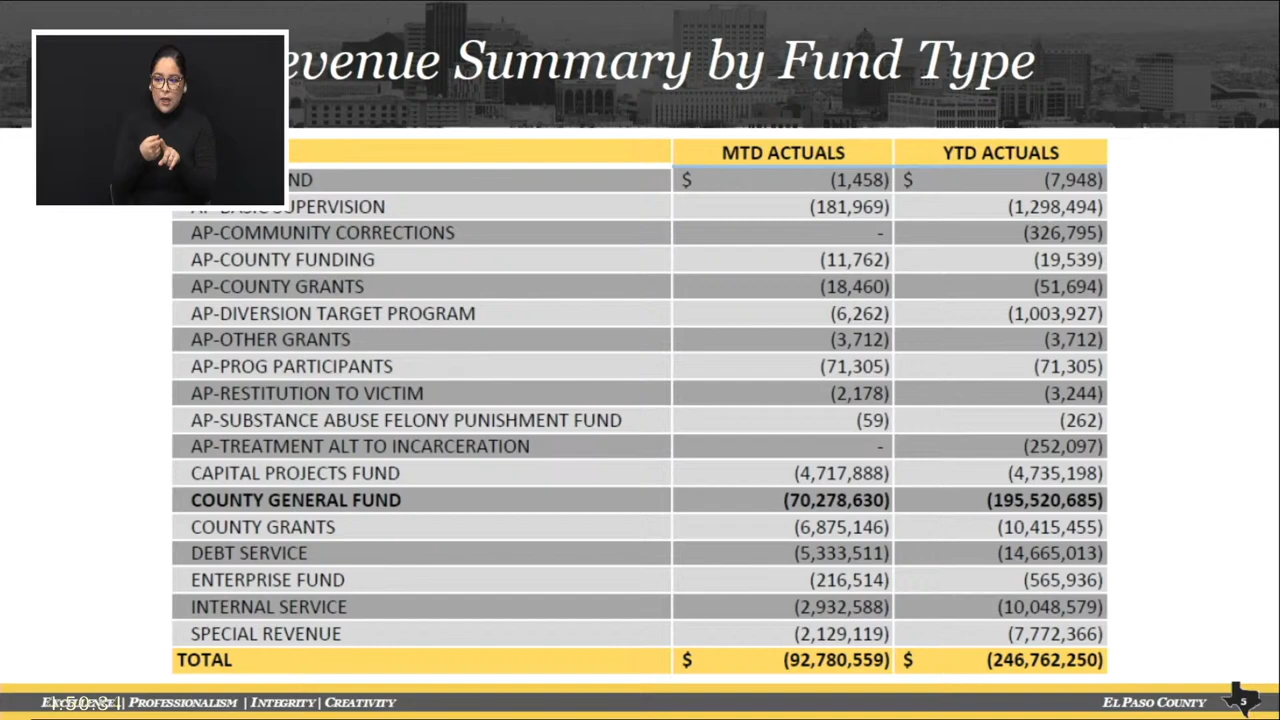 evenue Summary by Fund Type
MTD ACTUALS YTD ACTUALS
ND $ (1,458) $ (7,948)
AP-BASIC SUPERVISION (181,969) (1,298,494)
AP-COMMUNITY CORRECTIONS - (326,795)
AP-COUNTY FUNDING (11,762) (19,539)
AP-COUNTY GRANTS (18,460) (51,694)
AP-DIVERSION TARGET PROGRAM (6,262) (1,003,927)
AP-OTHER GRANTS (3,712) (3,712)
AP-PROG PARTICIPANTS (71,305) (71,305)
AP-RESTITUTION TO VICTIM (2,178) (3,244)
AP-SUBSTANCE ABUSE FELONY PUNISHMENT FUND (59) (262)
AP-TREATMENT ALT TO INCARCERATION - (252,097)
CAPITAL PROJECTS FUND (4,717,888) (4,735,198)
COUNTY GENERAL FUND (70,278,630) (195,520,685)
COUNTY GRANTS (6,875,146) (10,415,455)
DEBT SERVICE (5,333,511) (14,665,013)
ENTERPRISE FUND (216,514) (565,936)
INTERNAL SERVICE (2,932,588) (10,048,579)
SPECIAL REVENUE (2,129,119) (7,772,366)
TOTAL $ (92,780,559) $ (246,762,250)
EXCELLENCE | PROFESSIONALISM | INTEGRITY | CREATIVITY EL PASO COUNTY 5
1:50:31